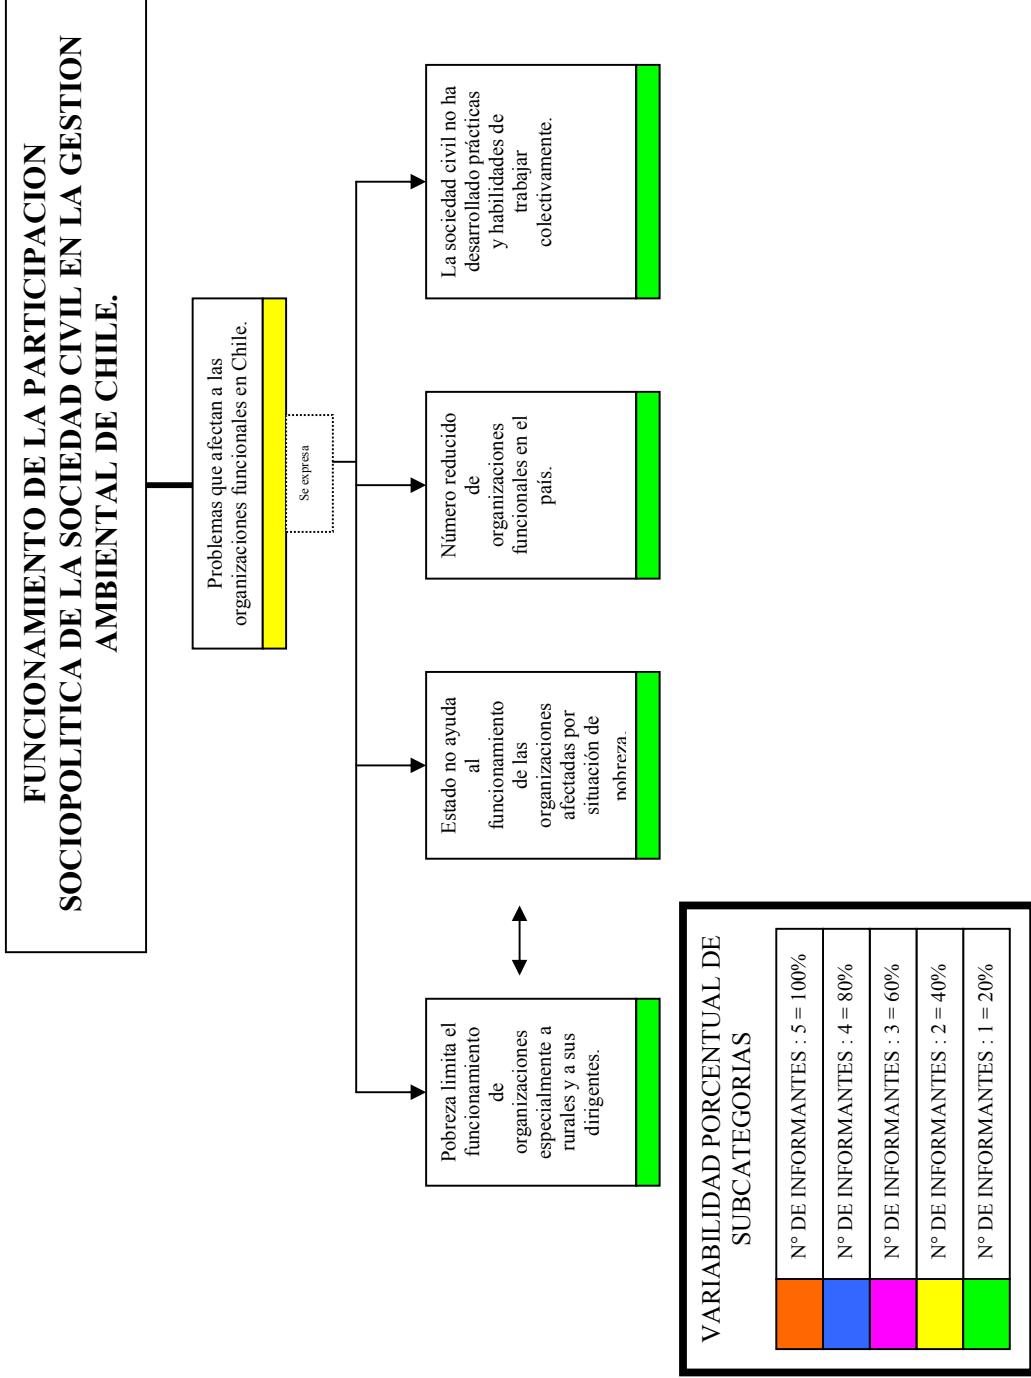 FUNCIONAMIENTO DE LA PARTICIPACION
SOCIOPOLITICA DE LA SOCIEDAD CIVIL EN LA GESTION
AMBIENTAL DE CHILE.
Problemas que afectan a las
organizaciones funcionales en Chile.
Se expresa
Pobreza limita el
funcionamiento
de
organizaciones
especialmente a
rurales y a sus
dirigentes.
Estado no ayuda
al
funcionamiento
de las
organizaciones
afectadas por
situación de
pobreza.
Número reducido
de
organizaciones
funcionales en el
país.
La sociedad civil no ha
desarrollado prácticas
y habilidades de
trabajar
colectivamente.
VARIABILIDAD PORCENTUAL DE
SUBCATEGORIAS
N° DE INFORMANTES : 5 = 100%
N° DE INFORMANTES : 4 = 80%
N° DE INFORMANTES : 3 = 60%
N° DE INFORMANTES : 2 = 40%
N° DE INFORMANTES : 1 = 20%